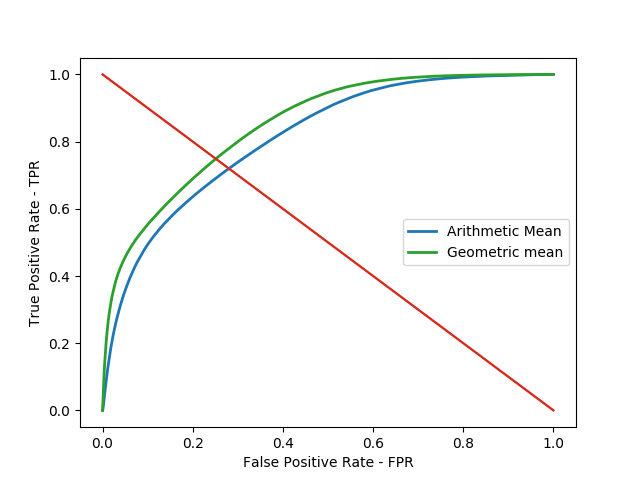 1.0
0.8
0.6
0.4
0.2
0.0
True Positive Rate - TPR
Arithmetic Mean
Geometric mean
0.0 0.2 0.4 0.6 0.8 1.0
False Positive Rate - FPR